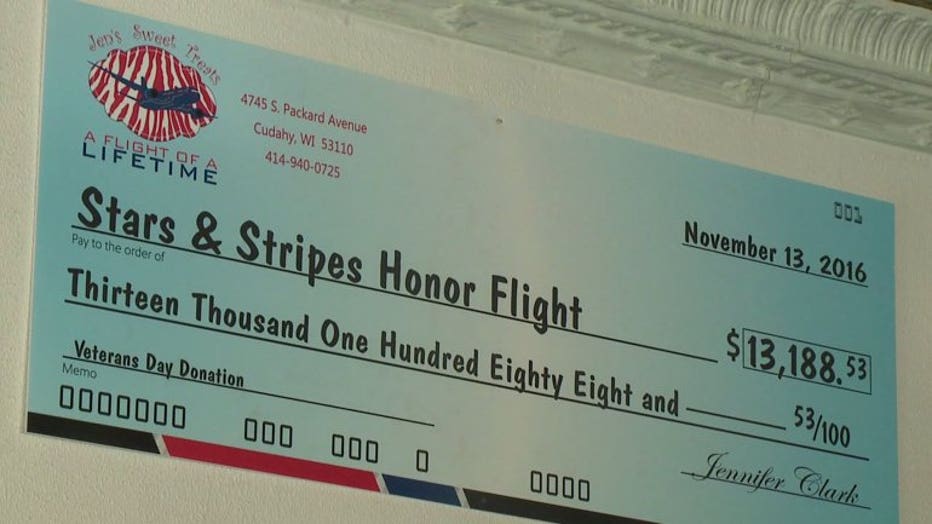 Jen's Sweet Treats
A FLIGHT OF A
LIFETIME
4745 S. Packard Avenue
Cudahy, WI 53110
414-940-0725
001
November 13, 2016
Stars & Stripes Honor Flight
Pay to the order of
$13,188.53
Thirteen Thousand One Hundred Eighty Eight and 53/100
Veterans Day Donation
Memo
Jennifer Clark
0000000 000 000 0 0000